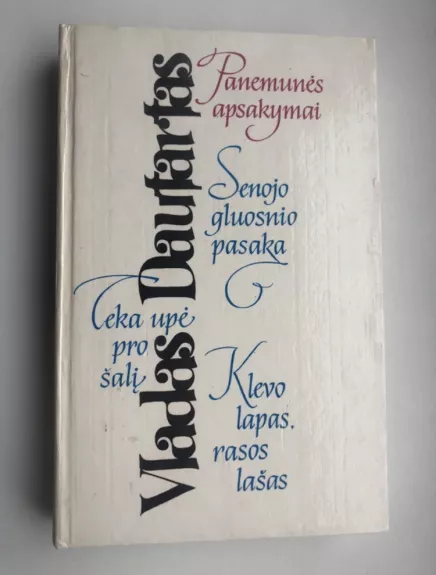 Vladas Dautartas
Panemunės
apsakymai
Senojo
gluosnio
pasaka
Teka upė
pro
šalį
Klevo
lapas,
rasos
lašas